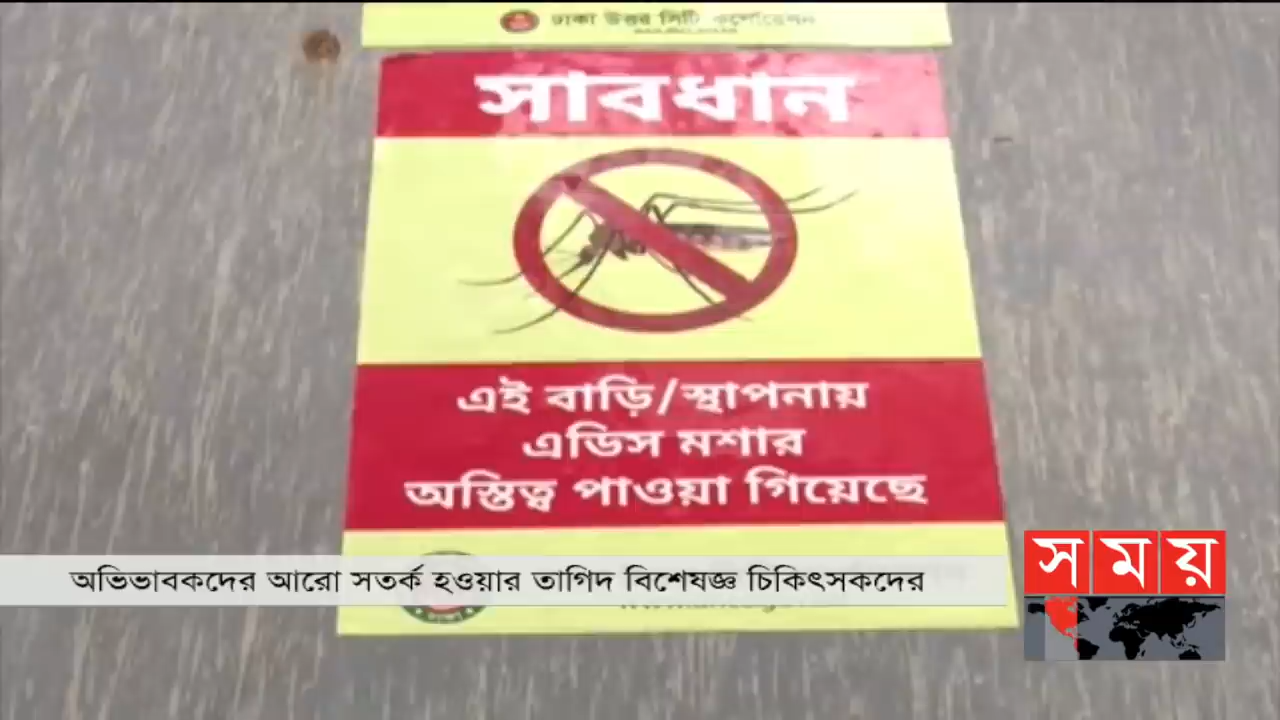 ঢাকা উত্তর সিটি কর্পোরেশন
সাবধান
এই বাড়ি/স্থাপনায়
এডিস মশার
অস্তিত্ব পাওয়া গিয়েছে
অভিভাবকদের আরো সতর্ক হওয়ার তাগিদ বিশেষজ্ঞ চিকিৎসকদের
সময়